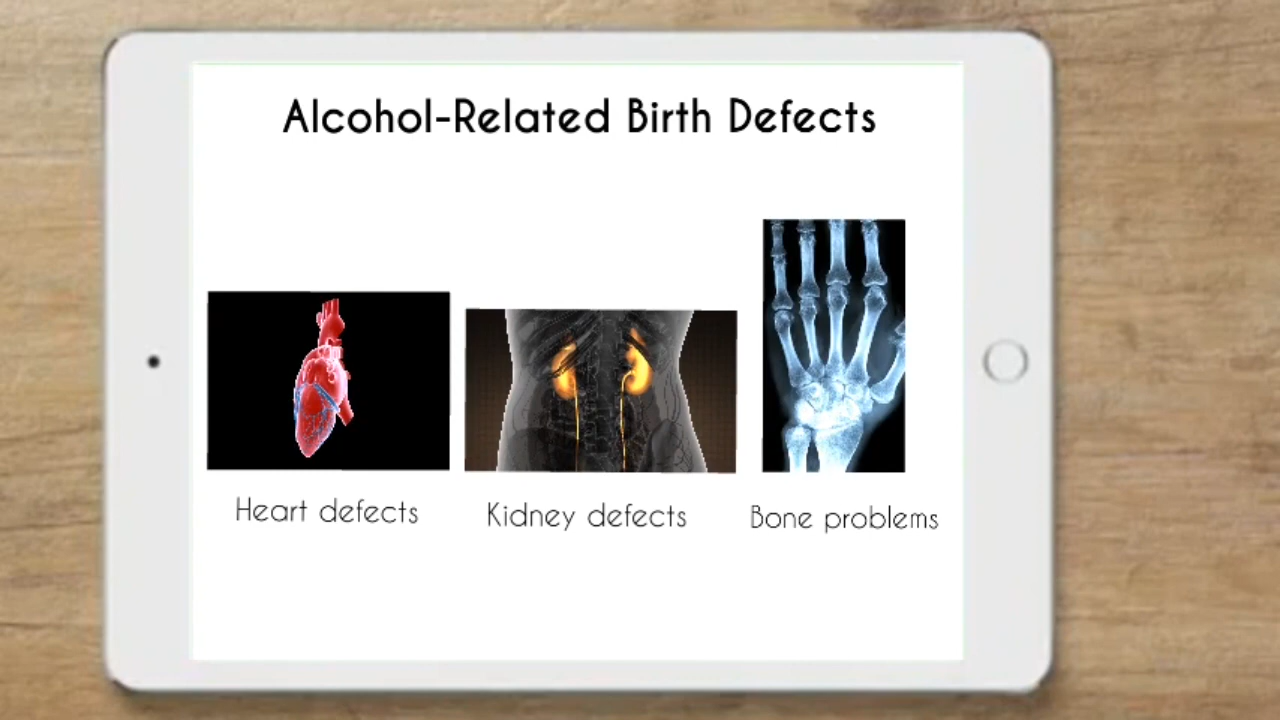 Alcohol-Related Birth Defects
Heart defects
Kidney defects
Bone problems